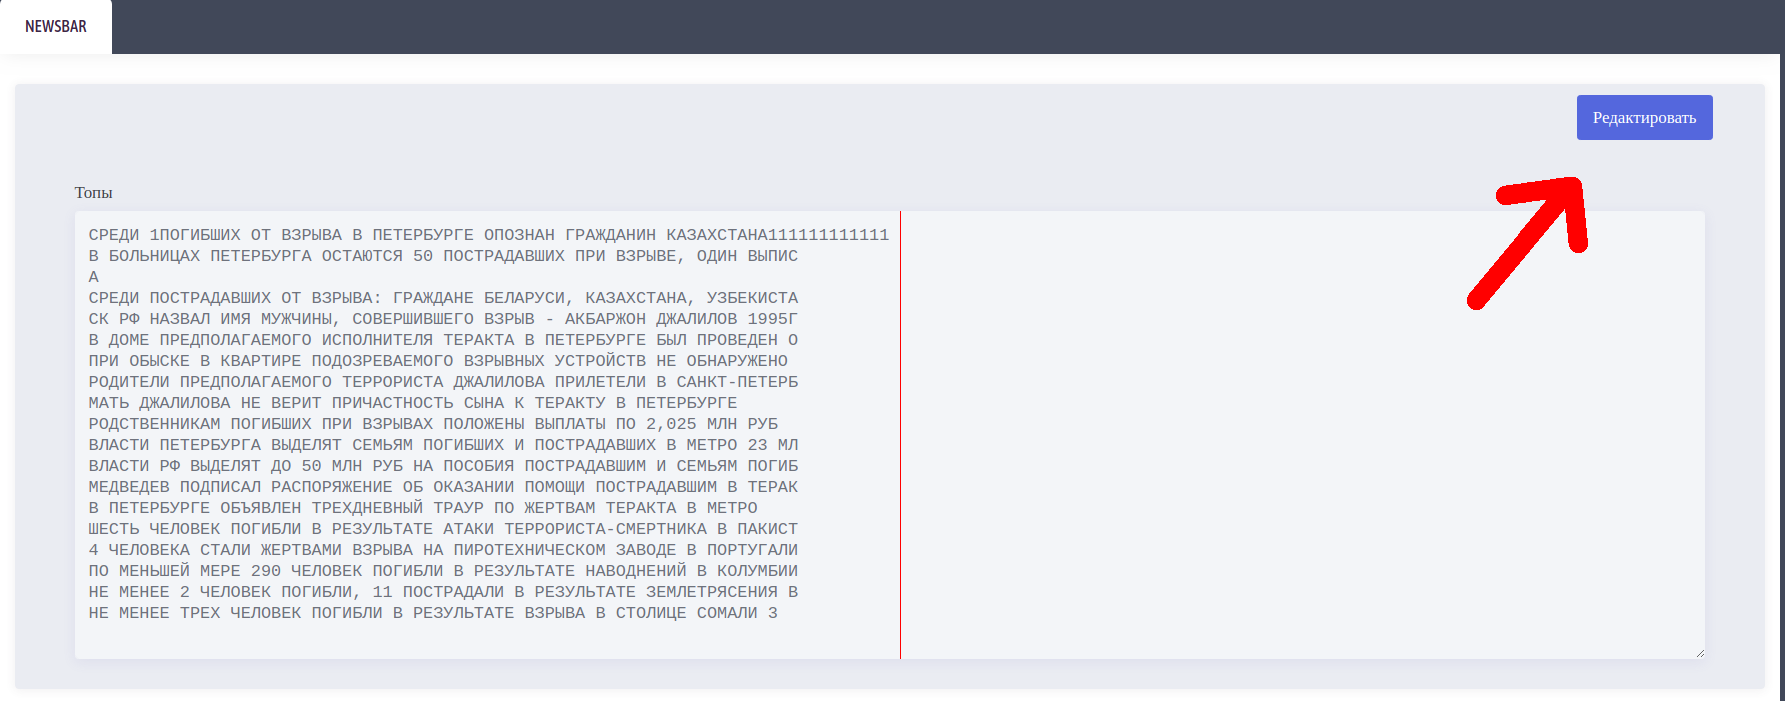 NEWSBAR
Редактировать
Топы
СРЕДИ 1ПОГИБШИХ ОТ ВЗРЫВА В ПЕТЕРБУРГЕ ОПОЗНАН ГРАЖДАНИН КАЗАХСТАНА111111111111
В БОЛЬНИЦАХ ПЕТЕРБУРГА ОСТАЮТСЯ 50 ПОСТРАДАВШИХ ПРИ ВЗРЫВЕ, ОДИН ВЫПИС
А
СРЕДИ ПОСТРАДАВШИХ ОТ ВЗРЫВА: ГРАЖДАНЕ БЕЛАРУСИ, КАЗАХСТАНА, УЗБЕКИСТА
СК РФ НАЗВАЛ ИМЯ МУЖЧИНЫ, СОВЕРШИВШЕГО ВЗРЫВ - АКБАРЖОН ДЖАЛИЛОВ 1995Г
В ДОМЕ ПРЕДПОЛАГАЕМОГО ИСПОЛНИТЕЛЯ ТЕРАКТА В ПЕТЕРБУРГЕ БЫЛ ПРОВЕДЕН О
ПРИ ОБЫСКЕ В КВАРТИРЕ ПОДОЗРЕВАЕМОГО ВЗРЫВНЫХ УСТРОЙСТВ НЕ ОБНАРУЖЕНО
РОДИТЕЛИ ПРЕДПОЛАГАЕМОГО ТЕРРОРИСТА ДЖАЛИЛОВА ПРИЛЕТЕЛИ В САНКТ-ПЕТЕРБ
МАТЬ ДЖАЛИЛОВА НЕ ВЕРИТ ПРИЧАСТНОСТЬ СЫНА К ТЕРАКТУ В ПЕТЕРБУРГЕ
РОДСТВЕННИКАМ ПОГИБШИХ ПРИ ВЗРЫВАХ ПОЛОЖЕНЫ ВЫПЛАТЫ ПО 2,025 МЛН РУБ
ВЛАСТИ ПЕТЕРБУРГА ВЫДЕЛЯТ СЕМЬЯМ ПОГИБШИХ И ПОСТРАДАВШИХ В МЕТРО 23 МЛ
ВЛАСТИ РФ ВЫДЕЛЯТ ДО 50 МЛН РУБ НА ПОСОБИЯ ПОСТРАДАВШИМ И СЕМЬЯМ ПОГИБ
МЕДВЕДЕВ ПОДПИСАЛ РАСПОРЯЖЕНИЕ ОБ ОКАЗАНИИ ПОМОЩИ ПОСТРАДАВШИМ В ТЕРАК
В ПЕТЕРБУРГЕ ОБЪЯВЛЕН ТРЕХДНЕВНЫЙ ТРАУР ПО ЖЕРТВАМ ТЕРАКТА В МЕТРО
ШЕСТЬ ЧЕЛОВЕК ПОГИБЛИ В РЕЗУЛЬТАТЕ АТАКИ ТЕРРОРИСТА-СМЕРТНИКА В ПАКИСТ
4 ЧЕЛОВЕКА СТАЛИ ЖЕРТВАМИ ВЗРЫВА НА ПИРОТЕХНИЧЕСКОМ ЗАВОДЕ В ПОРТУГАЛИ
ПО МЕНЬШЕЙ МЕРЕ 290 ЧЕЛОВЕК ПОГИБЛИ В РЕЗУЛЬТАТЕ НАВОДНЕНИЙ В КОЛУМБИИ
НЕ МЕНЕЕ 2 ЧЕЛОВЕК ПОГИБЛИ, 11 ПОСТРАДАЛИ В РЕЗУЛЬТАТЕ ЗЕМЛЕТРЯСЕНИЯ В
НЕ МЕНЕЕ ТРЕХ ЧЕЛОВЕК ПОГИБЛИ В РЕЗУЛЬТАТЕ ВЗРЫВА В СТОЛИЦЕ СОМАЛИ 3